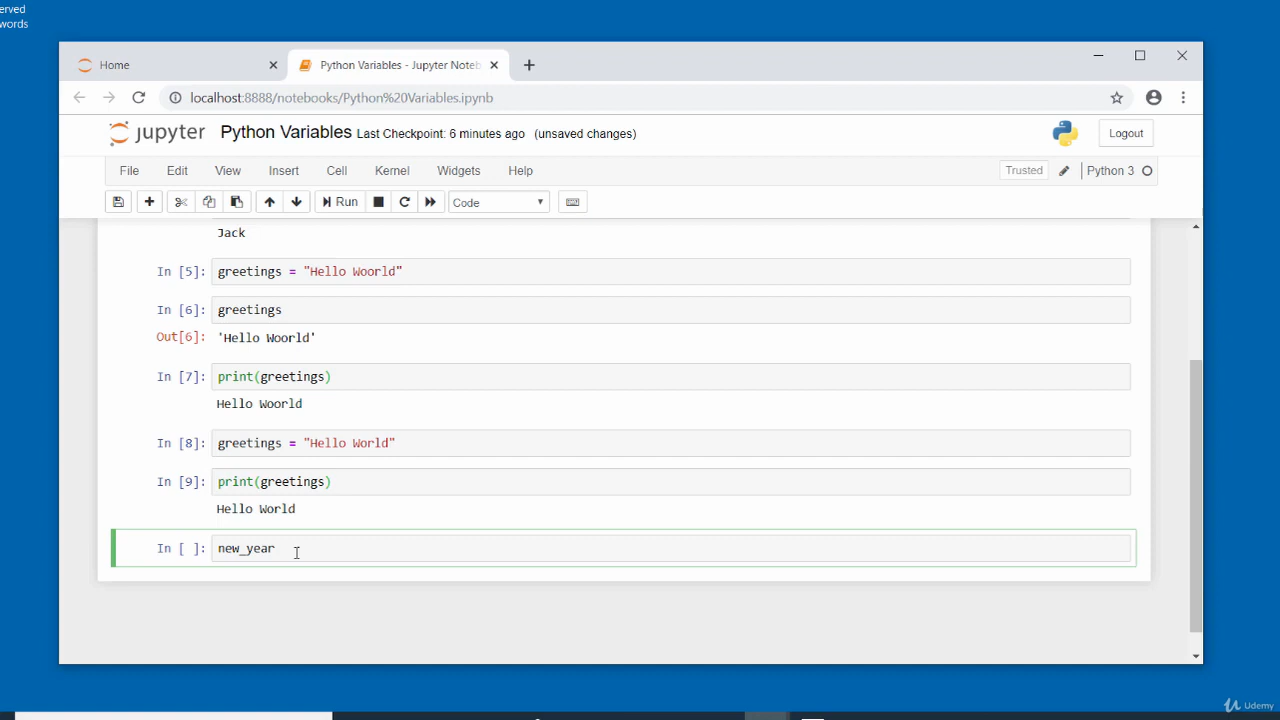 erved
words
Home
Python Variables - Jupyter Noteb
localhost:8888/notebooks/Python%20Variables.ipynb
jupyter Python Variables Last Checkpoint: 6 minutes ago (unsaved changes)
Logout
File Edit View Insert Cell Kernel Widgets Help
Trusted Python 3
Run Code
Jack
In [5]: greetings = "Hello Woorld"
In [6]: greetings
Out[6]: 'Hello Woorld'
In [7]: print(greetings)
Hello Woorld
In [8]: greetings = "Hello World"
In [9]: print(greetings)
Hello World
In [ ]: new_year
Udemy